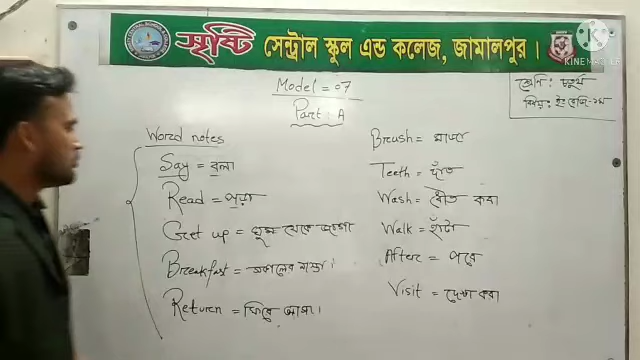 সৃষ্টি সেন্ট্রাল স্কুল এন্ড কলেজ, জামালপুর।
KINEMASTER
Model = 07
Part: A
শ্রেণি: চতুর্থ
বিষয়: ইংরেজি-১ম
Word notes
Say = বলা
Read = পড়া
Get up = ঘুম থেকে জাগা
Breakfast = সকালের নাস্তা।
Return = ফিরে আসা।
Brush = মাজা
Teeth = দাঁত
Wash = ধৌত করা
Walk = হাঁটা
After = পরে
Visit = দেখা করা